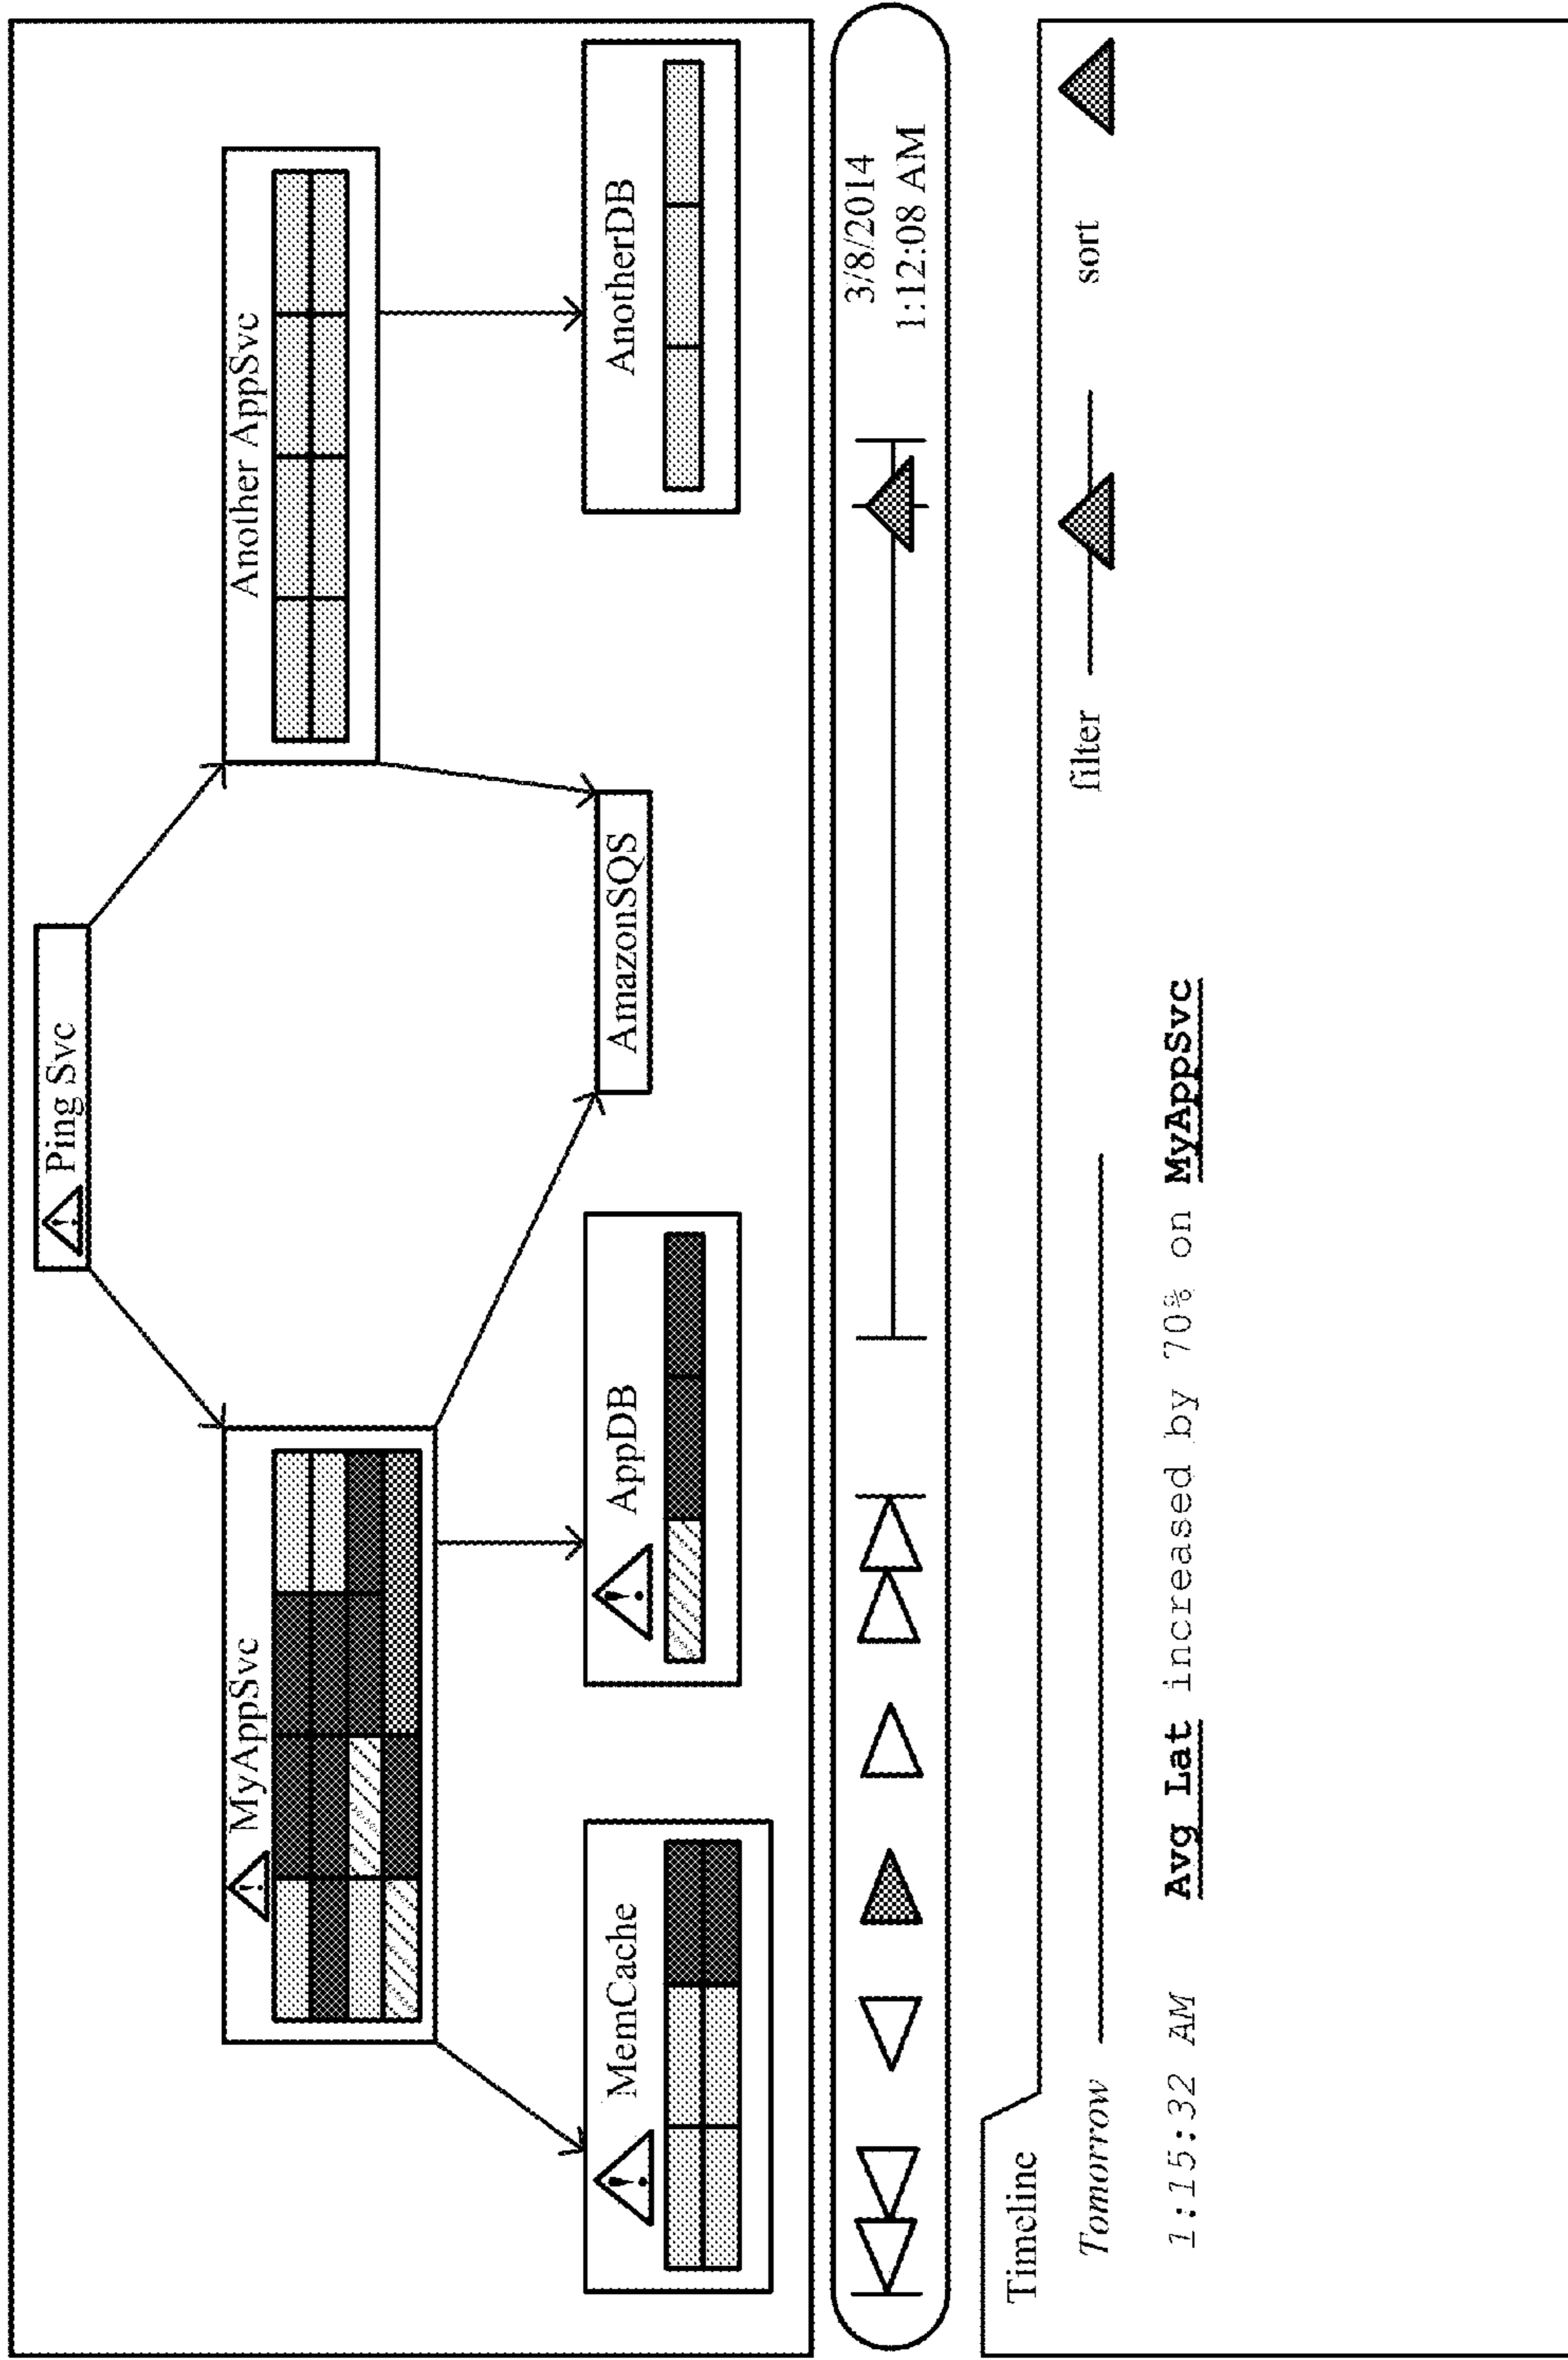 Ping Svc
MyAppSvc
Another AppSvc
MemCache
AppDB
AmazonSQS
AnotherDB
3/8/2014
1:12:08 AM
Timeline
Tomorrow
filter
sort
1:15:32 AM Avg Lat increased by 70% on MyAppSvc